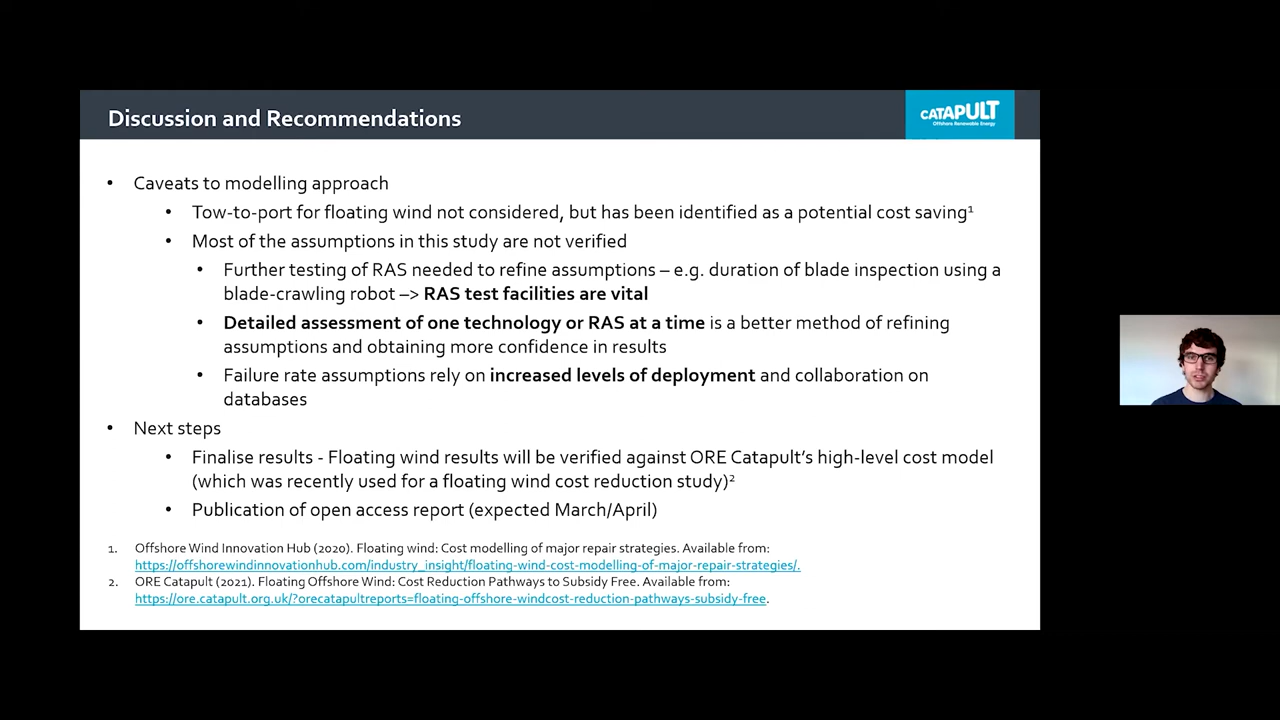 Discussion and Recommendations
CATAPULT
Offshore Renewable Energy
• Caveats to modelling approach
• Tow-to-port for floating wind not considered, but has been identified as a potential cost saving¹
• Most of the assumptions in this study are not verified
• Further testing of RAS needed to refine assumptions – e.g. duration of blade inspection using a
blade-crawling robot –> RAS test facilities are vital
• Detailed assessment of one technology or RAS at a time is a better method of refining
assumptions and obtaining more confidence in results
• Failure rate assumptions rely on increased levels of deployment and collaboration on
databases
• Next steps
• Finalise results - Floating wind results will be verified against ORE Catapult’s high-level cost model
(which was recently used for a floating wind cost reduction study)²
• Publication of open access report (expected March/April)
1. Offshore Wind Innovation Hub (2020). Floating wind: Cost modelling of major repair strategies. Available from:
https://offshorewindinnovationhub.com/industry_insight/floating-wind-cost-modelling-of-major-repair-strategies/.
2. ORE Catapult (2021). Floating Offshore Wind: Cost Reduction Pathways to Subsidy Free. Available from:
https://ore.catapult.org.uk/?orecatapultreports=floating-offshore-windcost-reduction-pathways-subsidy-free.